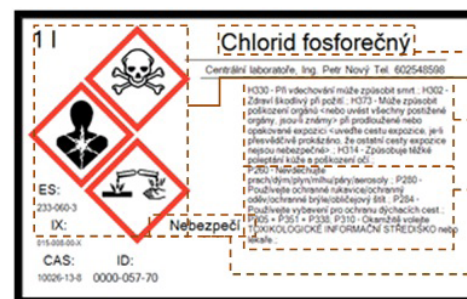 1 l
Chlorid fosforečný
Centrální laboratoře, Ing. Petr Nový Tel. 602548598
H330 - Při vdechování může způsobit smrt.; H302 -
Zdraví škodlivý při požití.; H373 - Může způsobit
poškození orgánů <nebo uvést všechny postižené
orgány, jsou-li známy> při prodloužené nebo
opakované expozici <uveďte cestu expozice, je-li
přesvědčivě prokázáno, že ostatní cesty expozice
nejsou nebezpečné> ; H314 - Způsobuje těžké
poleptání kůže a poškození očí.;
P260 - Nevdechujte
prach/dým/plyn/mlhu/páry/aerosoly.; P280 -
Používejte ochranné rukavice/ochranný
oděv/ochranné brýle/obličejový štít.; P284 -
Používejte vybavení pro ochranu dýchacích cest.;
P305 + P351 + P338, P310 - Okamžitě volejte
TOXIKOLOGICKÉ INFORMAČNÍ STŘEDISKO nebo
lékaře.;
Nebezpečí
ES:
233-060-3
IX:
015-008-00-X
CAS: ID:
10026-13-8 0000-057-70